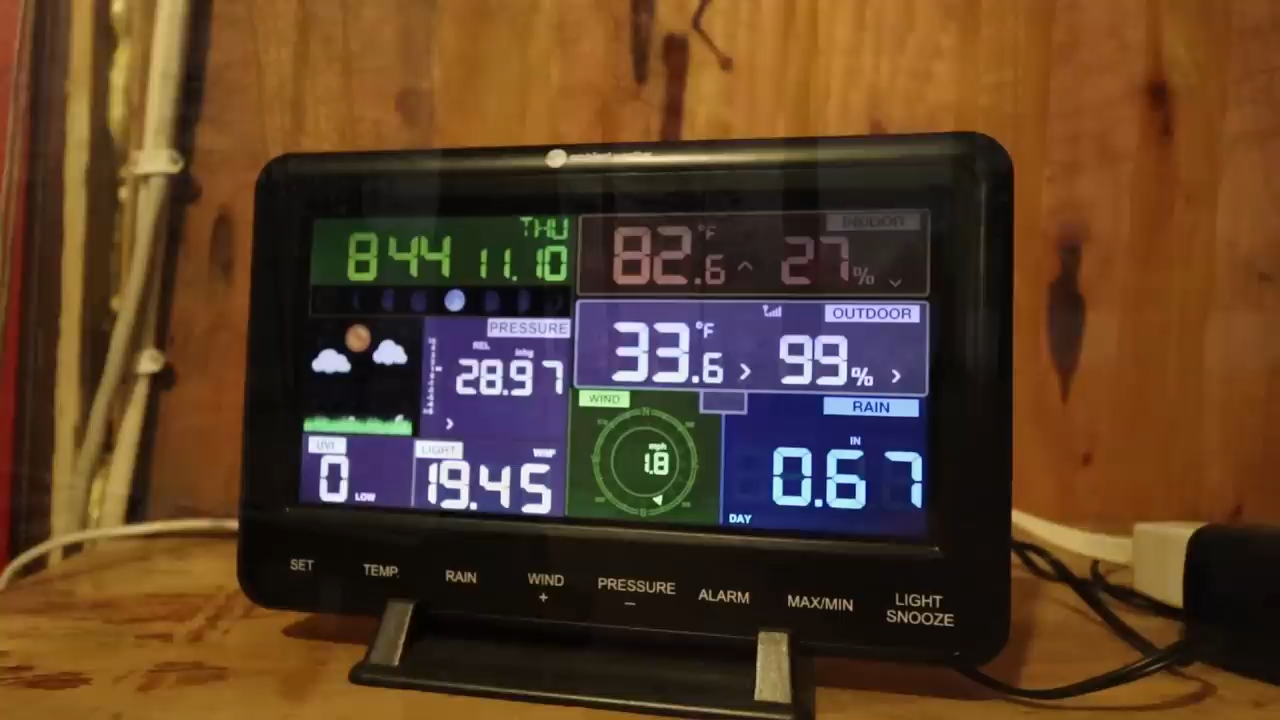 THU
8 44 11.10
82.6 °F 27%
INDOOR
OUTDOOR
33.6 °F 99%
PRESSURE
REL inHg
28.97
WIND
N
mph
1.8
S
RAIN
IN
0.67
DAY
UVI
0 LOW
LIGHT
W/M²
19.45
SET
TEMP.
RAIN
WIND
+
PRESSURE
−
ALARM
MAX/MIN
LIGHT
SNOOZE